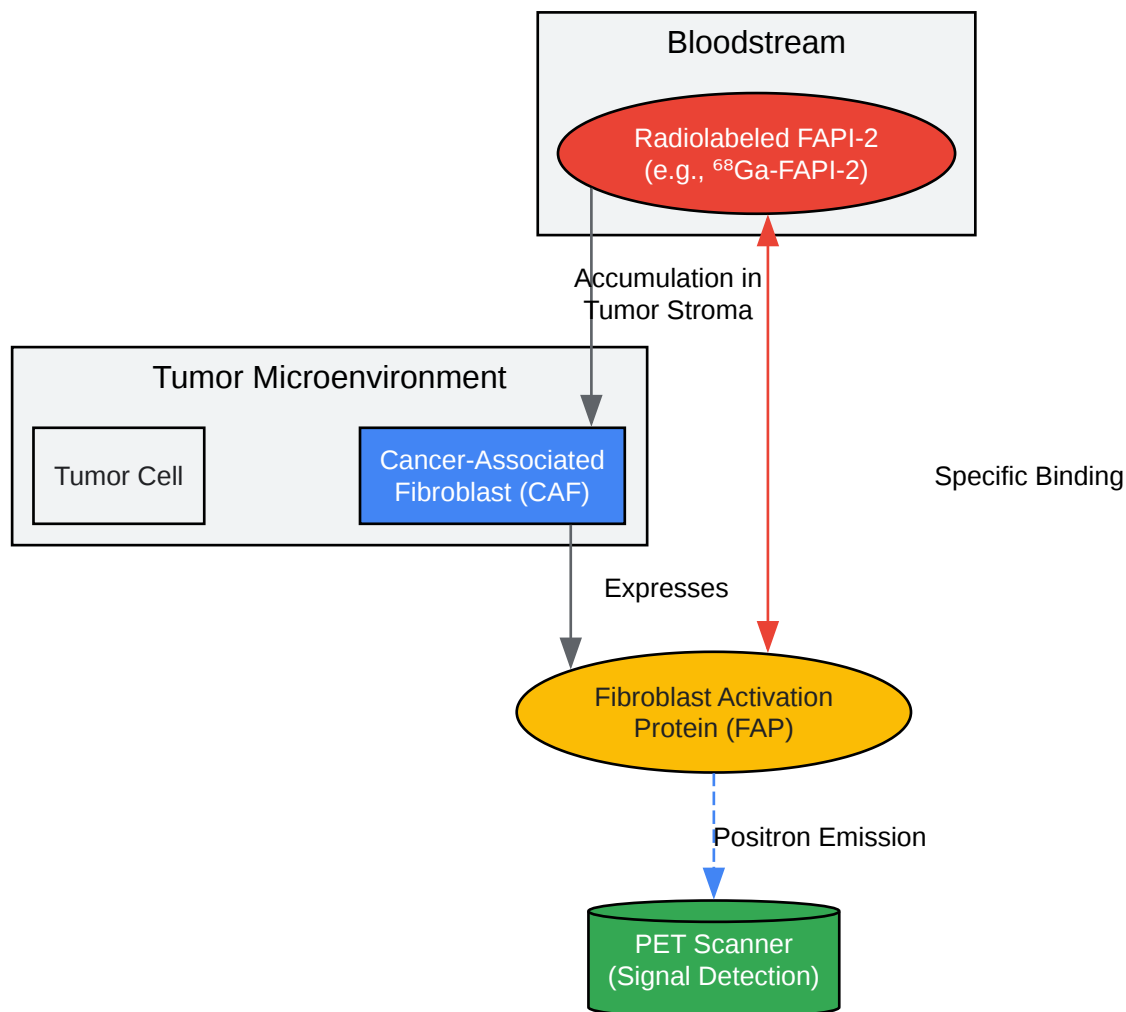 Bloodstream
Radiolabeled FAPI-2
(e.g., ⁶⁸Ga-FAPI-2)
Accumulation in
Tumor Stroma
Tumor Microenvironment
Tumor Cell
Cancer-Associated
Fibroblast (CAF)
Specific Binding
Expresses
Fibroblast Activation
Protein (FAP)
Positron Emission
PET Scanner
(Signal Detection)